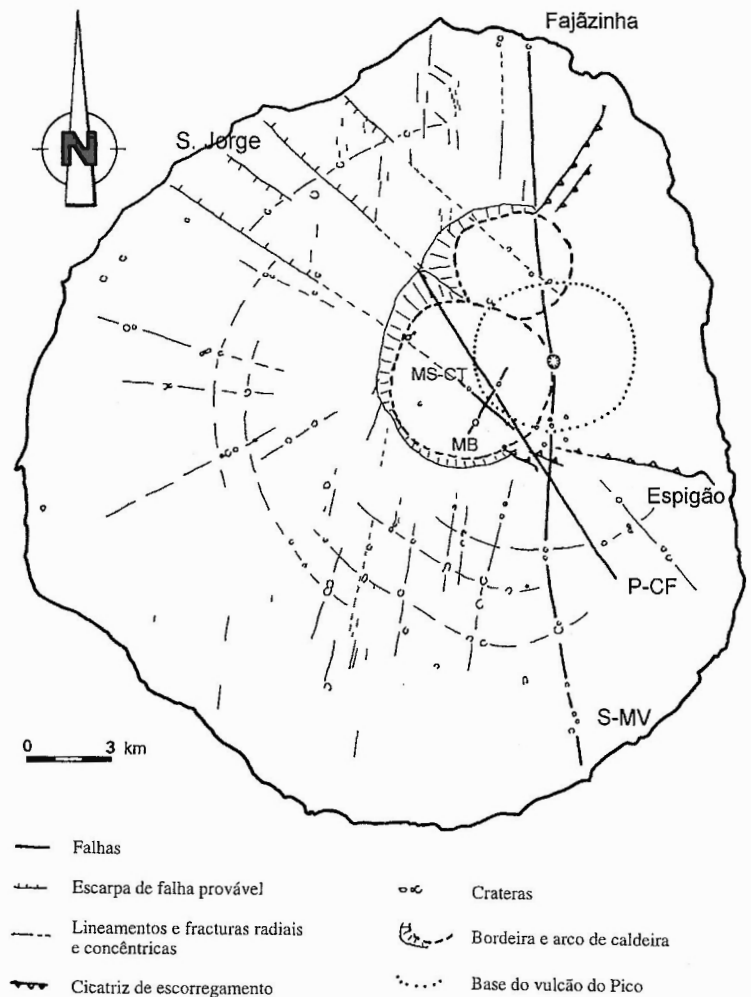 Fajãzinha
N
S. Jorge
MS-CT
MB
Espigão
P-CF
S-MV
0 3 km
Falhas
Escarpa de falha provável
Crateras
Lineamentos e fracturas radiais
e concêntricas
Bordeira e arco de caldeira
Cicatriz de escorregamento
Base do vulcão do Pico